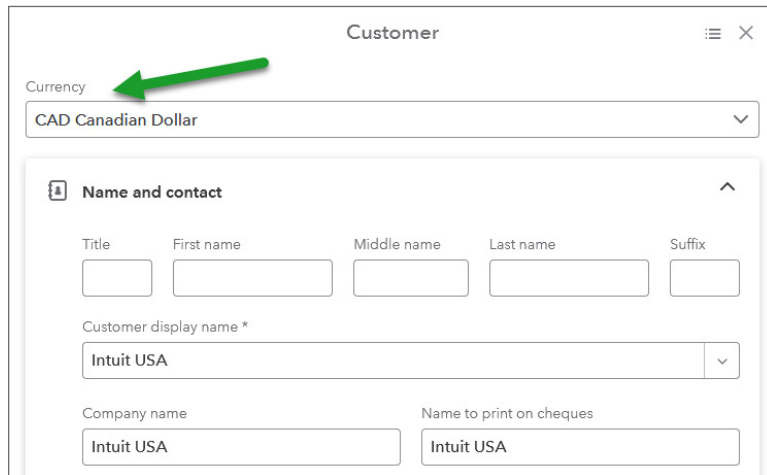 Customer
Currency
CAD Canadian Dollar
Name and contact
Title First name Middle name Last name Suffix
Customer display name *
Intuit USA
Company name Name to print on cheques
Intuit USA Intuit USA